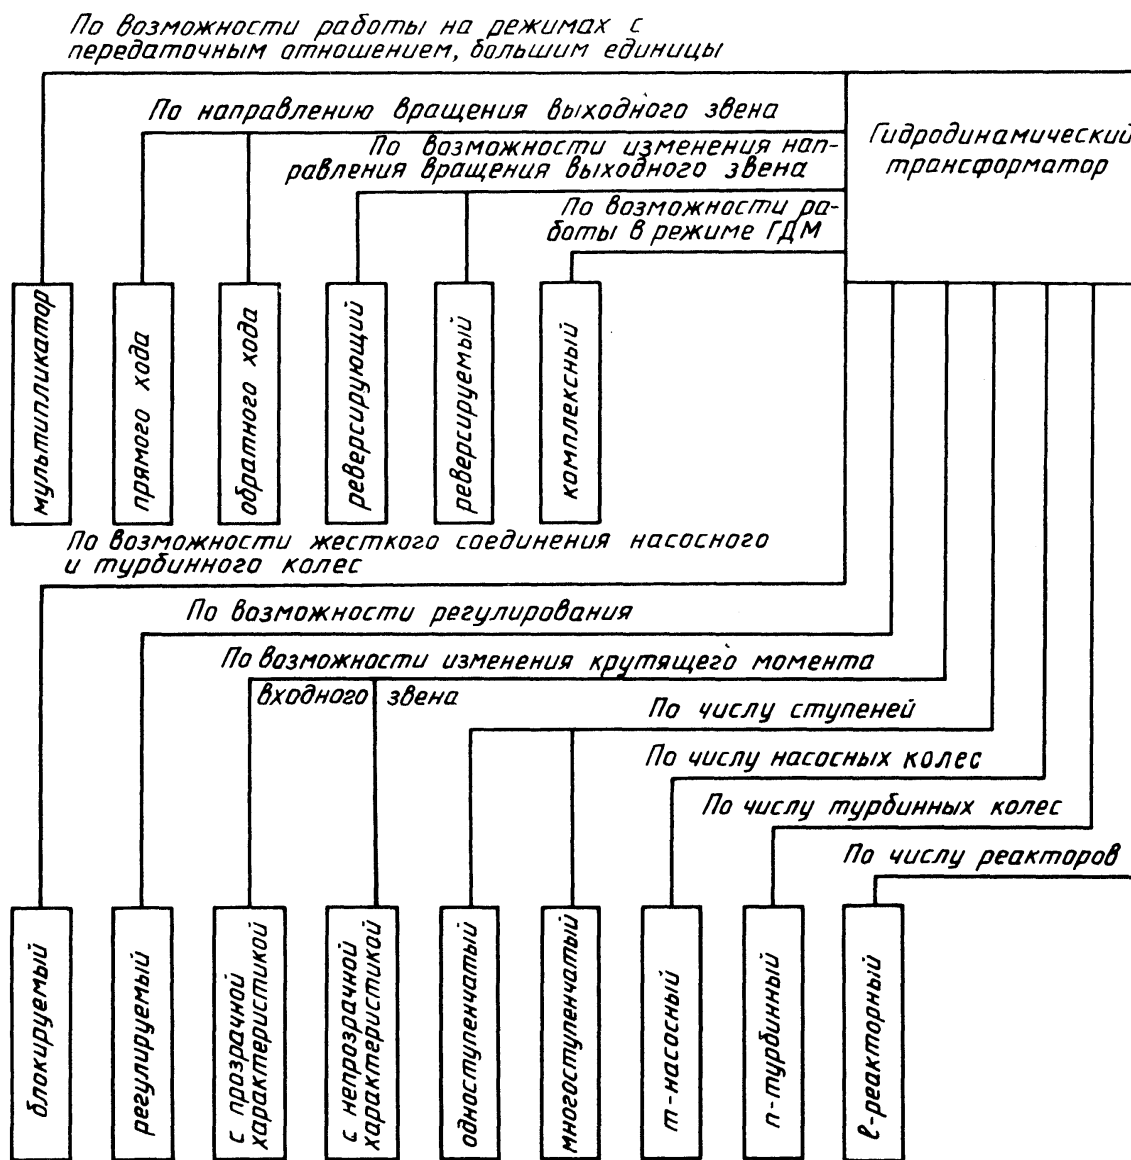 По возможности работы на режимах с
передаточным отношением, большим единицы
По направлению вращения выходного звена
По возможности изменения нап-
равления вращения выходного звена
По возможности ра-
боты в режиме ГДМ
Гидродинамический
трансформатор
мультипликатор
прямого хода
обратного хода
реверсирующий
реверсируемый
комплексный
По возможности жесткого соединения насосного
и турбинного колес
По возможности регулирования
По возможности изменения крутящего момента
входного звена
По числу ступеней
По числу насосных колес
По числу турбинных колес
По числу реакторов
блокируемый
регулируемый
с прозрачной
характеристикой
с непрозрачной
характеристикой
одноступенчатый
многоступенчатый
m-насосный
n-турбинный
ℓ-реакторный